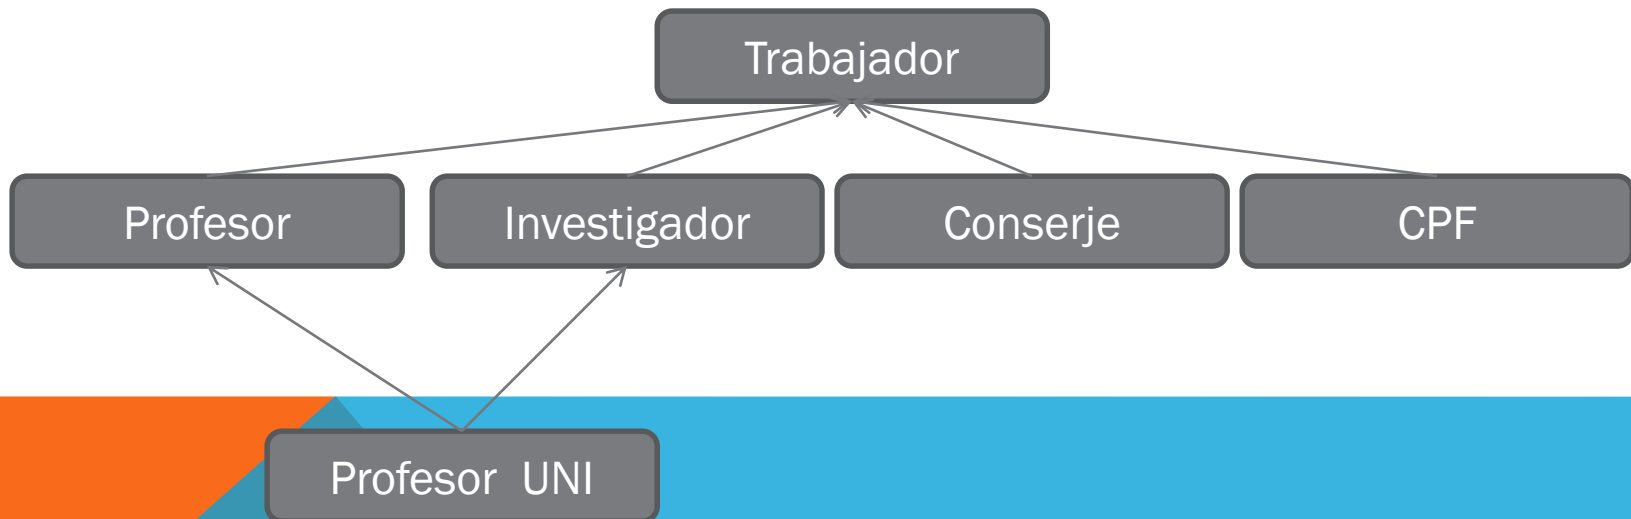 Trabajador
Profesor
Investigador
Conserje
CPF
Profesor UNI